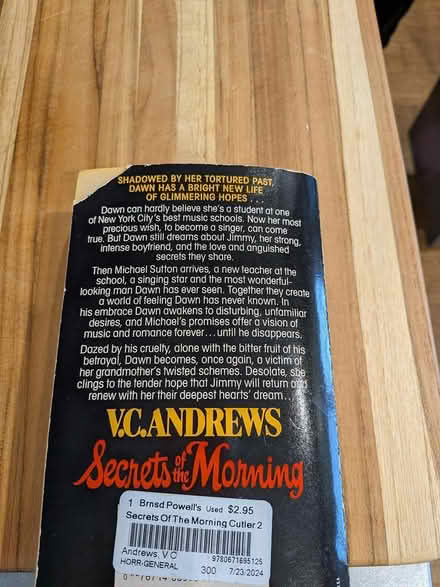 SHADOWED BY HER TORTURED PAST,
DAWN HAS A BRIGHT NEW LIFE
OF GLIMMERING HOPES . . .
Dawn can hardly believe she's a student at one
of New York City's best music schools. Now her most
precious wish, to become a singer, can come
true. But Dawn still dreams about Jimmy, her strong,
intense boyfriend, and the love and anguished
secrets they share.
Then Michael Sutton arrives, a new teacher at the
school, a singing star and the most wonderful-
looking man Dawn has ever seen. Together they create
a world of feeling Dawn has never known. In
his embrace Dawn awakens to disturbing, unfamiliar
desires, and Michael's promises offer a vision of
music and romance forever... until he disappears.
Dazed by his cruelty, alone with the bitter fruit of his
betrayal, Dawn becomes, once again, a victim of
her grandmother's twisted schemes. Desolate, she
clings to the tender hope that Jimmy will return and
renew with her their deepest hearts' dream...
V.C. ANDREWS
Secrets of the Morning
1 Brnsd Powell's Used $2.95
Secrets Of The Morning Cutler 2
Andrews, V C
9780671695125
HORR-GENERAL 300 7/23/2024